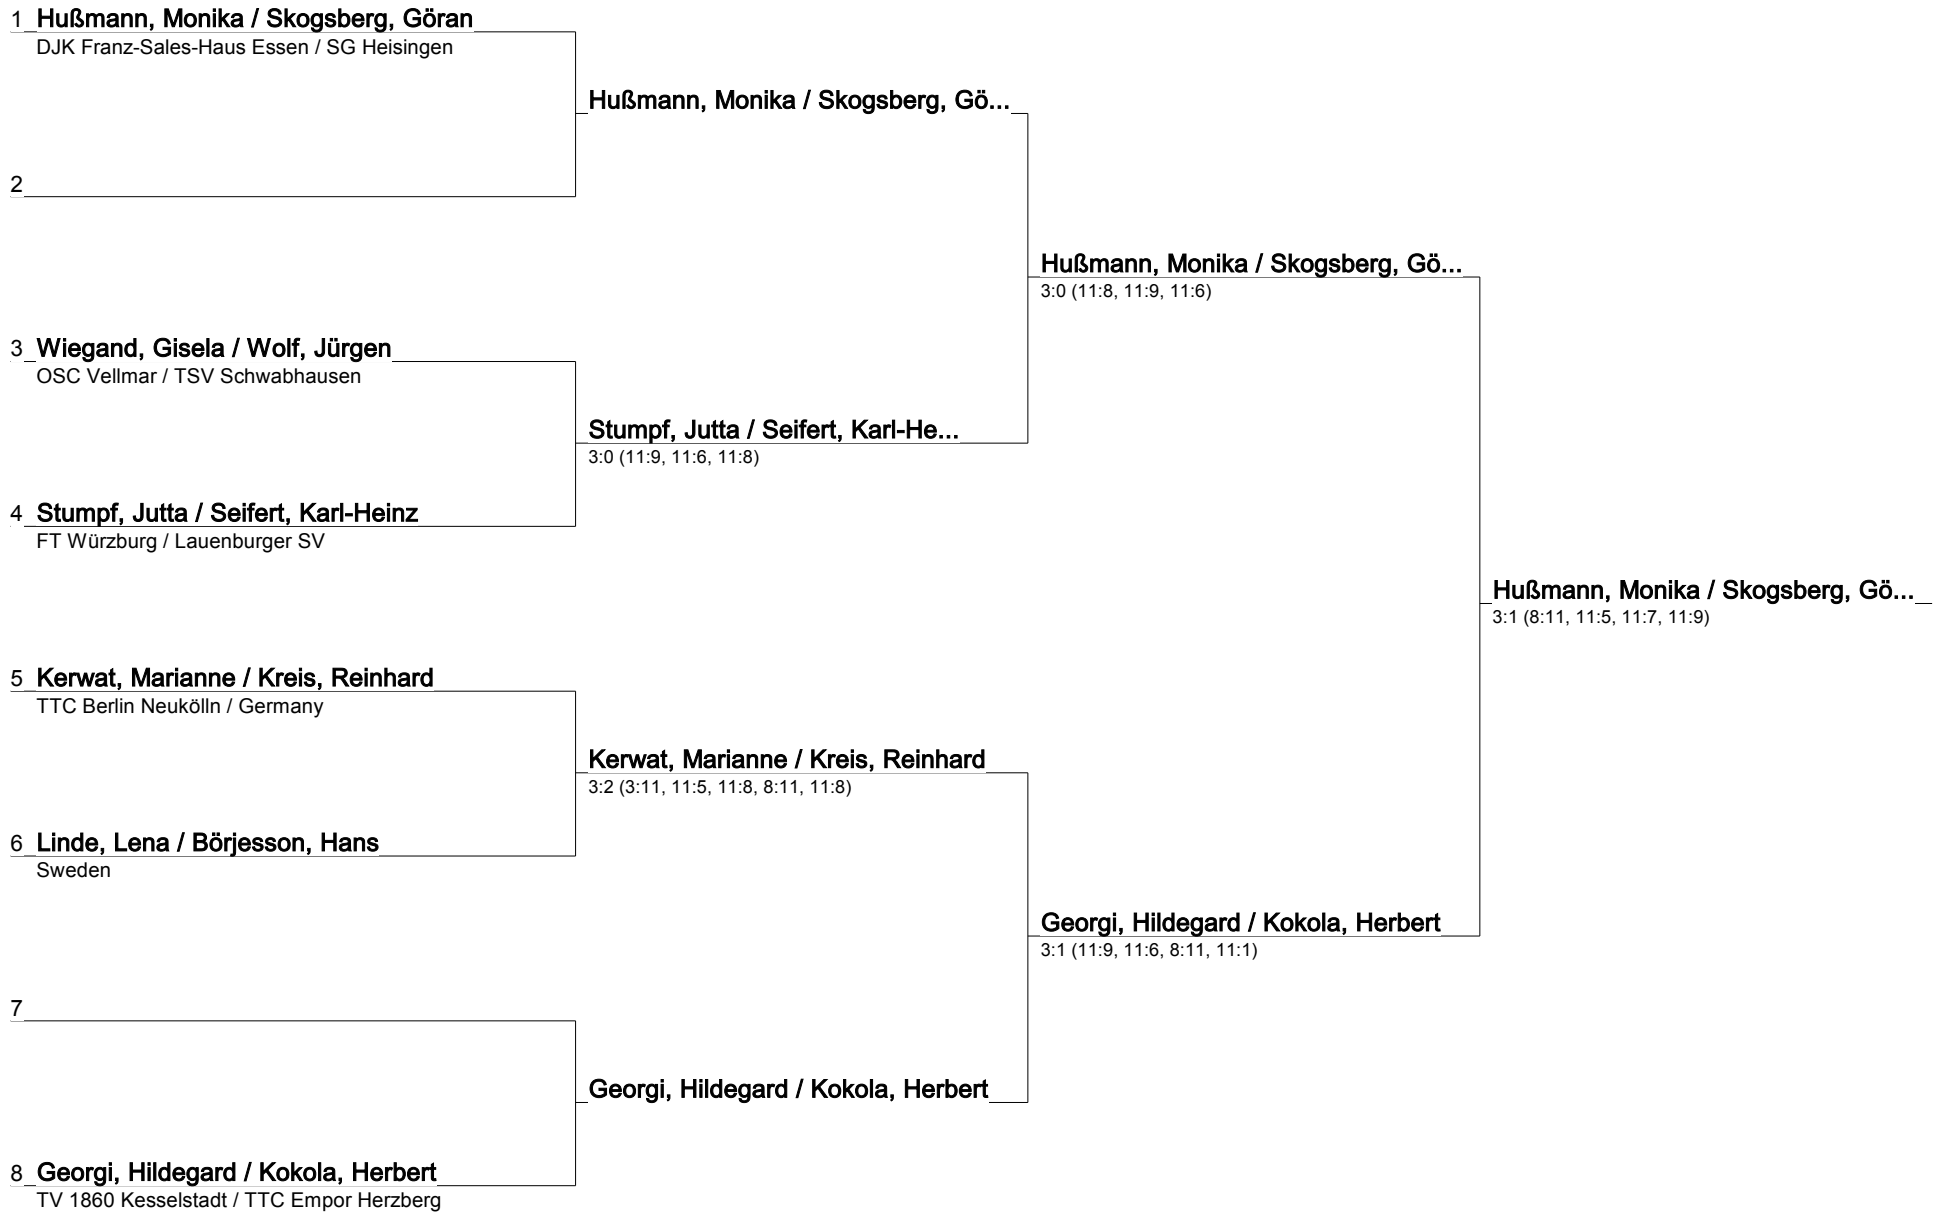 1 Hußmann, Monika / Skogsberg, Göran
DJK Franz-Sales-Haus Essen / SG Heisingen
Hußmann, Monika / Skogsberg, Gö...
2
Hußmann, Monika / Skogsberg, Gö...
3:0 (11:8, 11:9, 11:6)
3 Wiegand, Gisela / Wolf, Jürgen
OSC Vellmar / TSV Schwabhausen
Stumpf, Jutta / Seifert, Karl-He...
3:0 (11:9, 11:6, 11:8)
4 Stumpf, Jutta / Seifert, Karl-Heinz
FT Würzburg / Lauenburger SV
Hußmann, Monika / Skogsberg, Gö...
3:1 (8:11, 11:5, 11:7, 11:9)
5 Kerwat, Marianne / Kreis, Reinhard
TTC Berlin Neukölln / Germany
Kerwat, Marianne / Kreis, Reinhard
3:2 (3:11, 11:5, 11:8, 8:11, 11:8)
6 Linde, Lena / Börjesson, Hans
Sweden
Georgi, Hildegard / Kokola, Herbert
3:1 (11:9, 11:6, 8:11, 11:1)
7
Georgi, Hildegard / Kokola, Herbert
8 Georgi, Hildegard / Kokola, Herbert
TV 1860 Kesselstadt / TTC Empor Herzberg